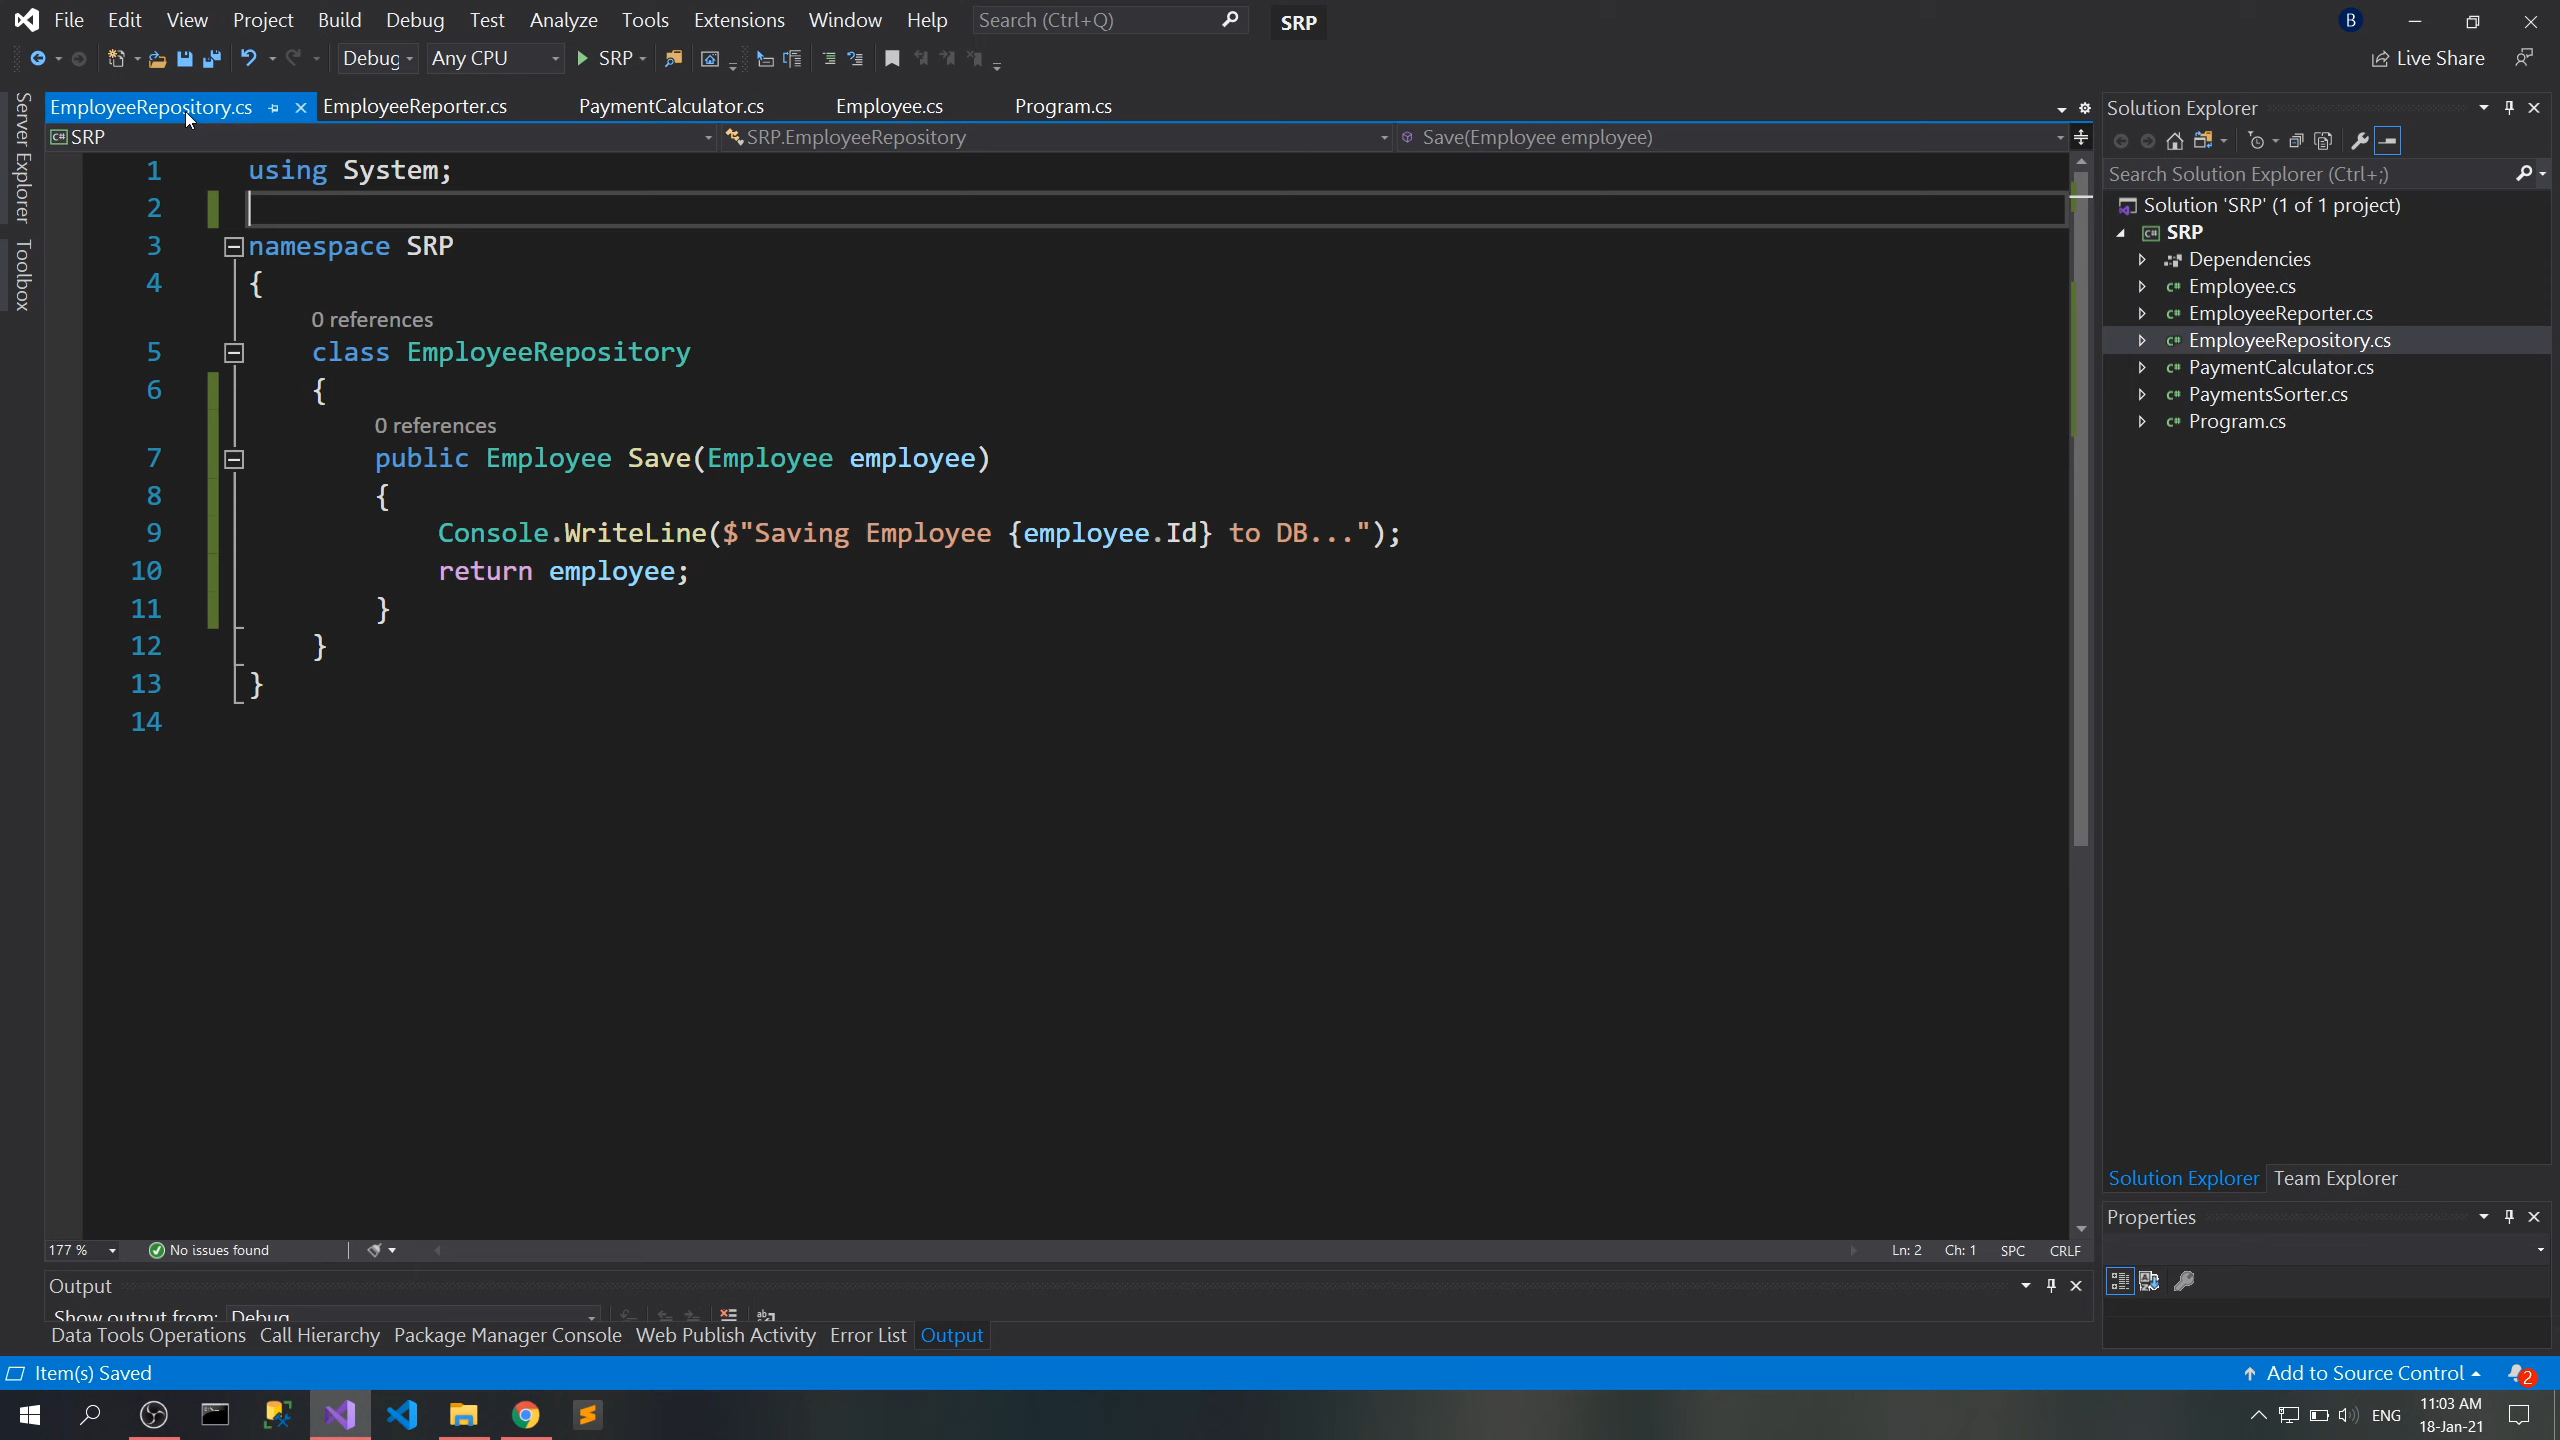 File Edit View Project Build Debug Test Analyze Tools Extensions Window Help Search (Ctrl+Q) SRP B
Debug Any CPU SRP Live Share
Server Explorer
Toolbox
EmployeeRepository.cs EmployeeReporter.cs PaymentCalculator.cs Employee.cs Program.cs
SRP SRP.EmployeeRepository Save(Employee employee)
1 using System;
2
3 namespace SRP
4 {
0 references
5 class EmployeeRepository
6 {
0 references
7 public Employee Save(Employee employee)
8 {
9 Console.WriteLine($"Saving Employee {employee.Id} to DB...");
10 return employee;
11 }
12 }
13 }
14
177 % No issues found Ln: 2 Ch: 1 SPC CRLF
Output
Show output from: Debug
Data Tools Operations Call Hierarchy Package Manager Console Web Publish Activity Error List Output
Solution Explorer
Search Solution Explorer (Ctrl+;)
Solution 'SRP' (1 of 1 project)
SRP
Dependencies
Employee.cs
EmployeeReporter.cs
EmployeeRepository.cs
PaymentCalculator.cs
PaymentsSorter.cs
Program.cs
Solution Explorer Team Explorer
Properties
Item(s) Saved Add to Source Control 2
ENG 11:03 AM
18-Jan-21